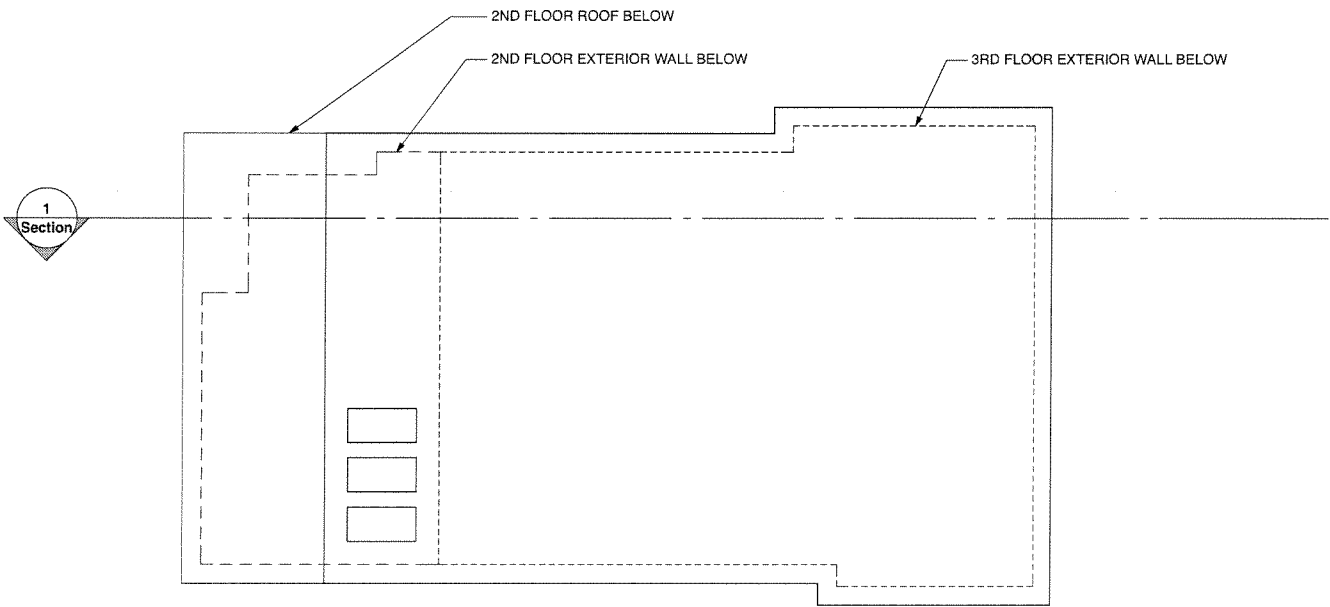 2ND FLOOR ROOF BELOW
2ND FLOOR EXTERIOR WALL BELOW
3RD FLOOR EXTERIOR WALL BELOW
1
Section